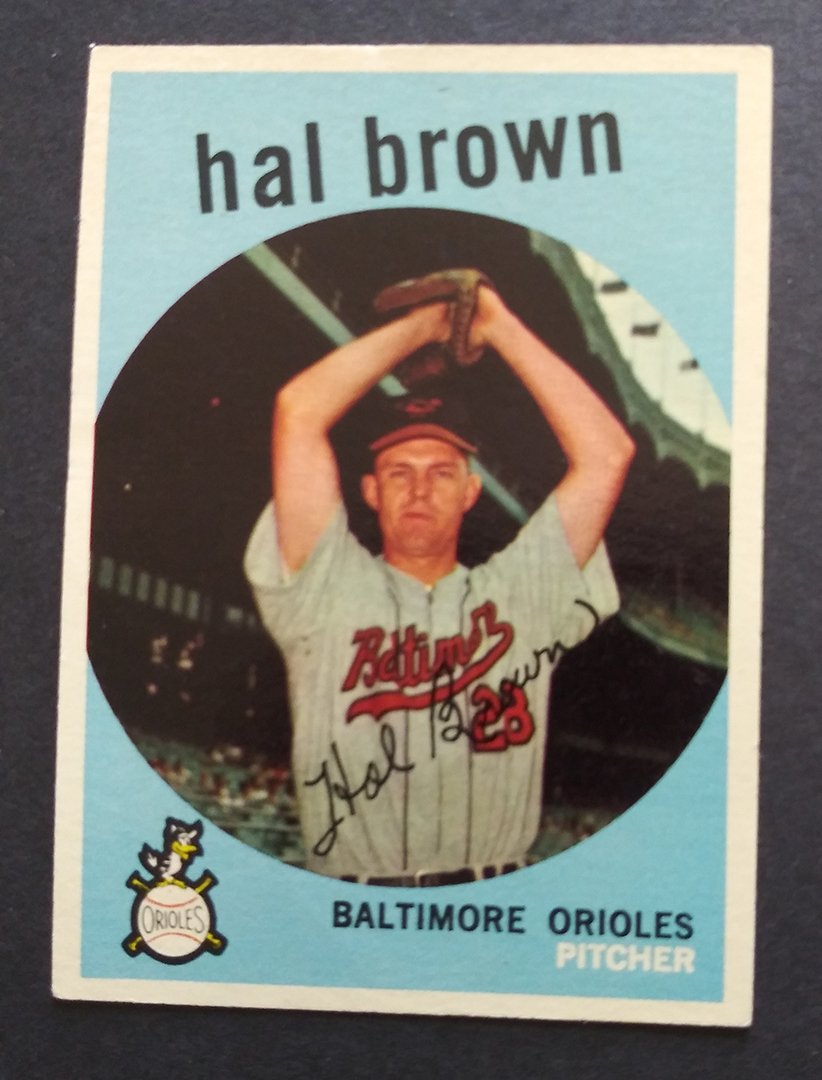 hal brown
Baltimore
28
Hal Brown
ORIOLES
BALTIMORE ORIOLES
PITCHER